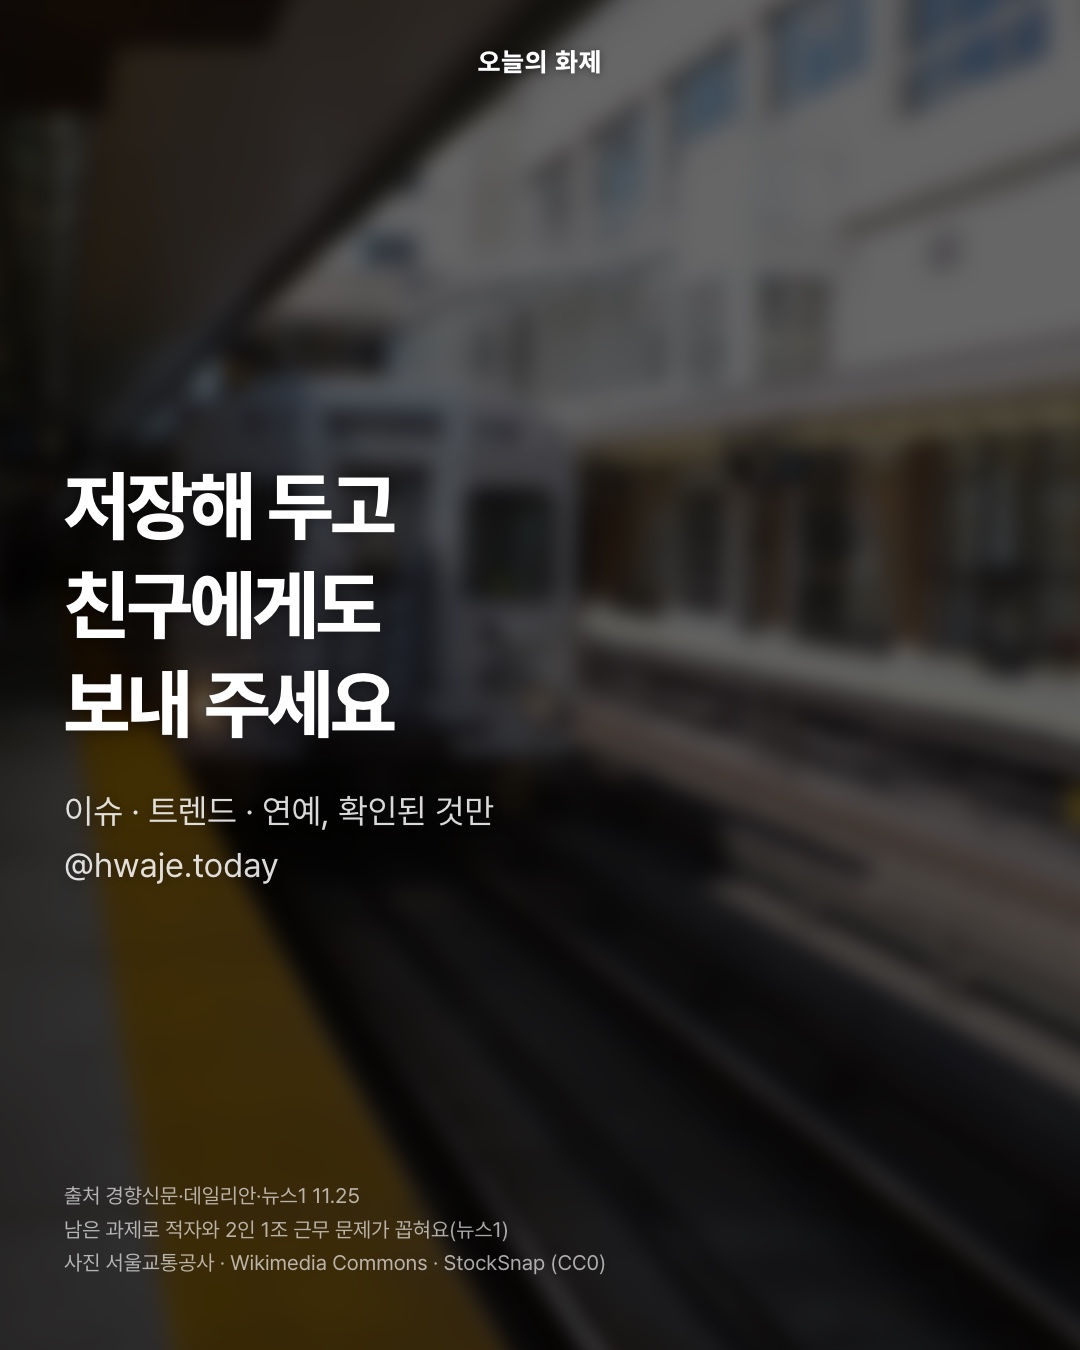 오늘의 화제
저장해 두고
친구에게도
보내 주세요
이슈 · 트렌드 · 연예, 확인된 것만
@hwaje.today
출처 경향신문·데일리안·뉴스1 11.25
남은 과제로 적자와 2인 1조 근무 문제가 꼽혀요(뉴스1)
사진 서울교통공사 · Wikimedia Commons · StockSnap (CC0)